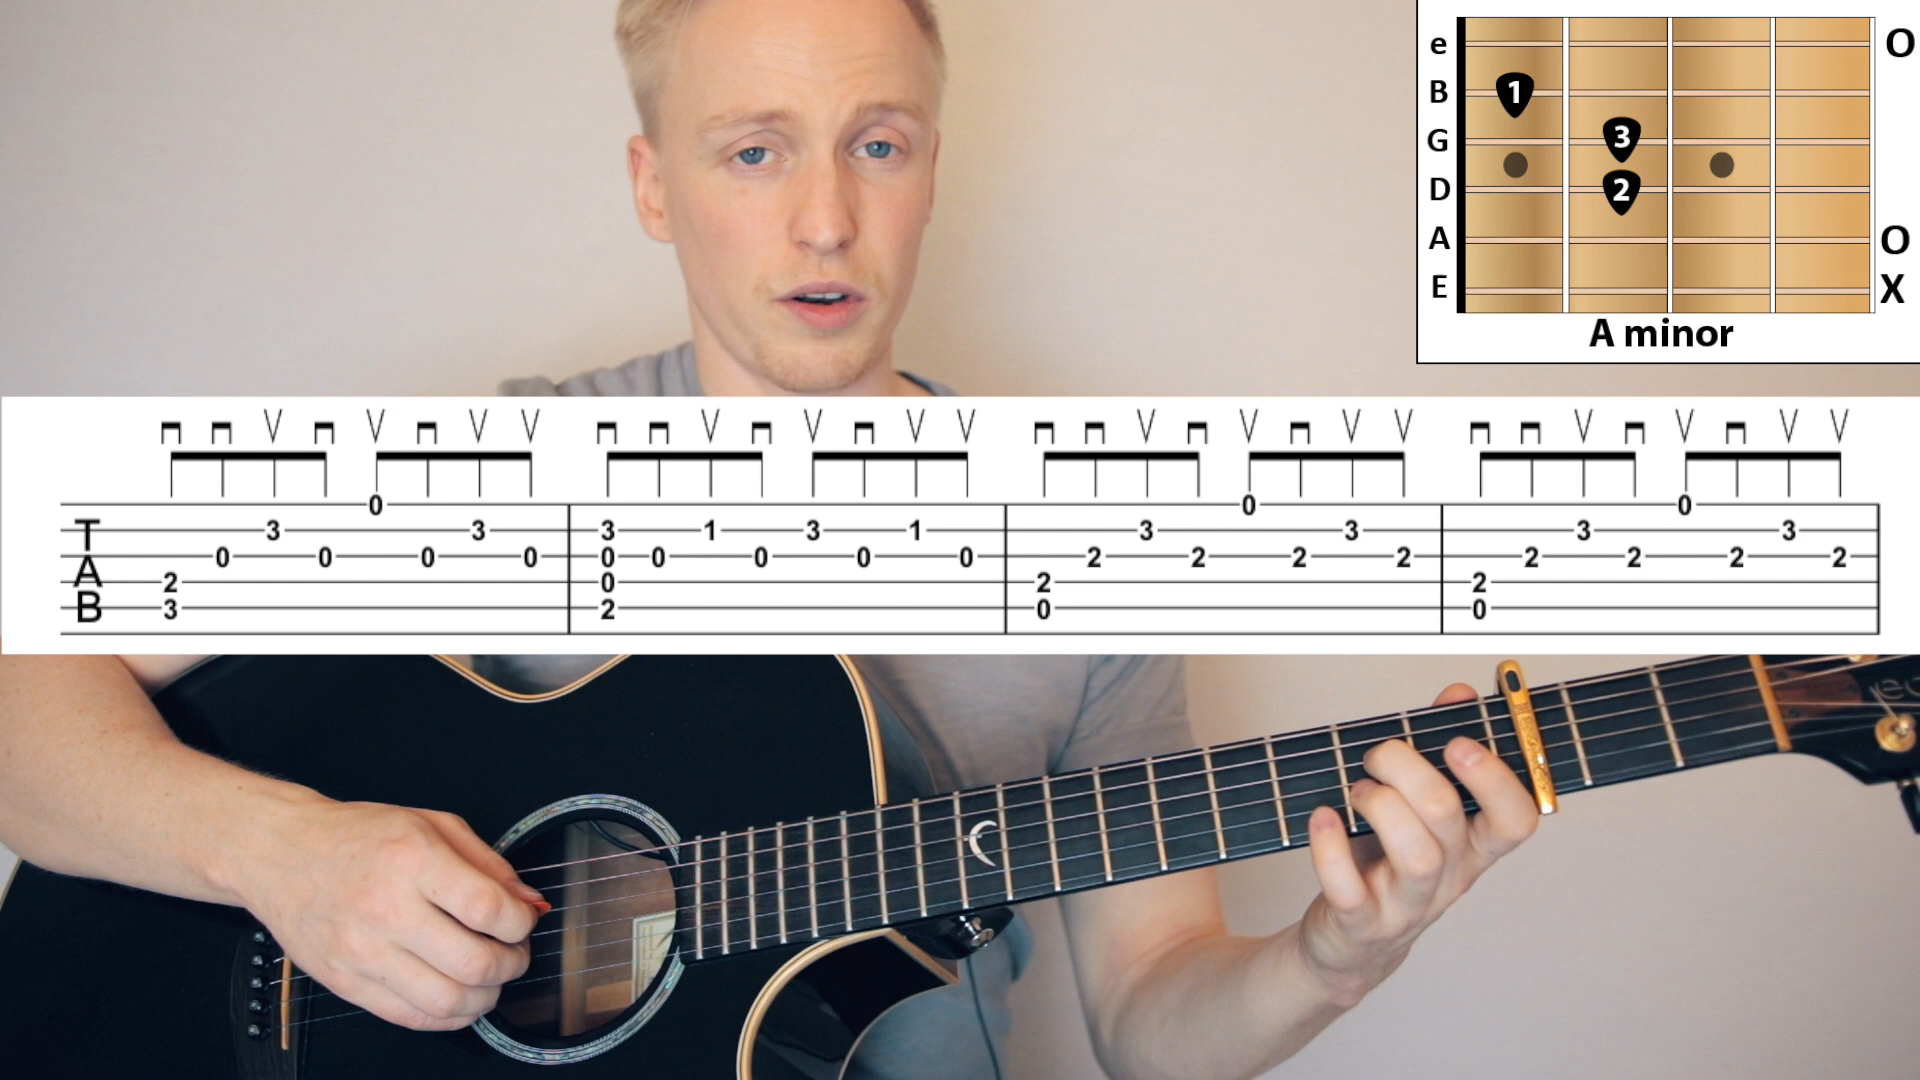 e O
B 1
G 3
D 2
A O
E X
A minor
0 0 0
T 3 3 3 1 3 1 3 3 3 3
0 0 0 0 0 0 0 0 0 2 2 2 2 2 2 2 2
A 2 0 2 2
B 3 2 0 0